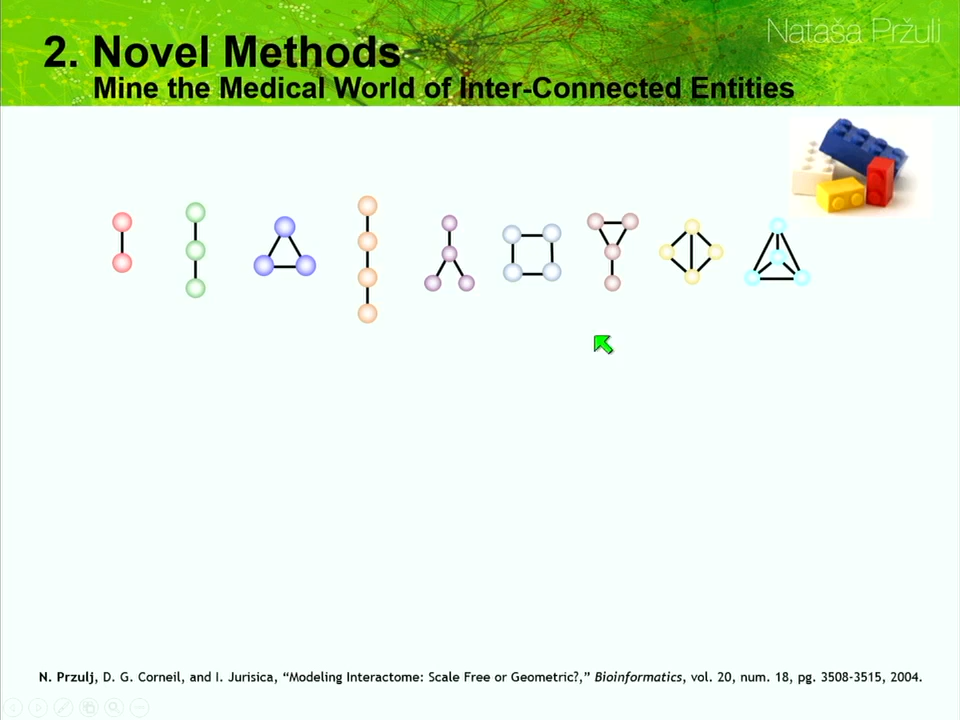 Nataša Pržulj
2. Novel Methods
Mine the Medical World of Inter-Connected Entities
N. Przulj, D. G. Corneil, and I. Jurisica, “Modeling Interactome: Scale Free or Geometric?,” Bioinformatics, vol. 20, num. 18, pg. 3508-3515, 2004.